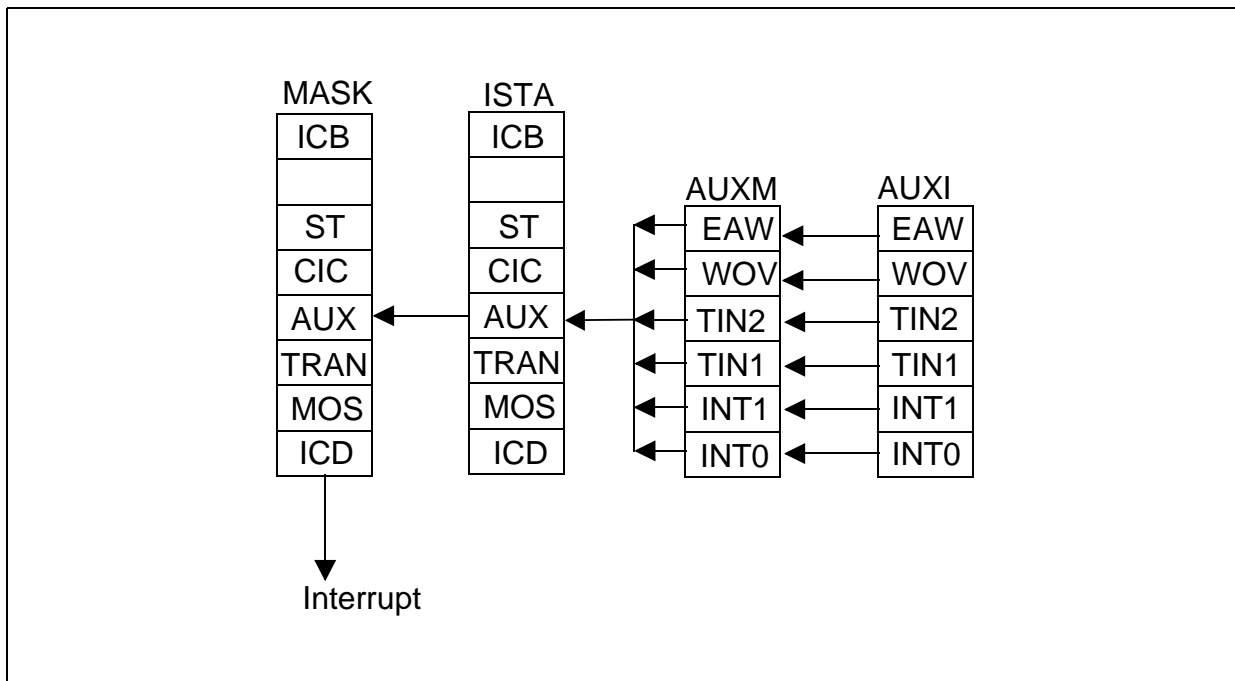 MASK
ICB
ST
CIC
AUX
TRAN
MOS
ICD
Interrupt
ISTA
ICB
ST
CIC
AUX
TRAN
MOS
ICD
AUXM
EAW
WOV
TIN2
TIN1
INT1
INT0
AUXI
EAW
WOV
TIN2
TIN1
INT1
INT0